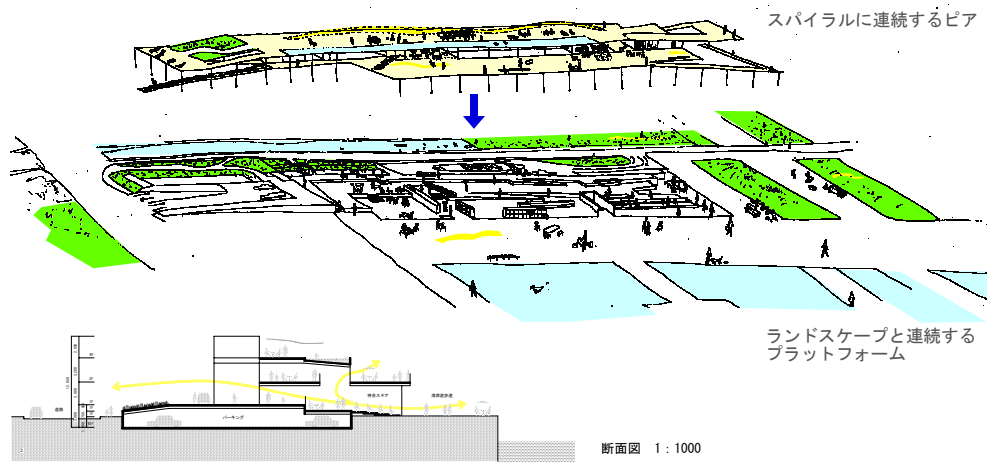 スパイラルに連続するピア
ランドスケープと連続する
プラットフォーム
道路
パーキング
断面図 1:1000